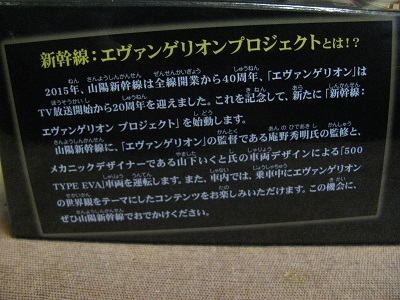 新幹線：エヴァンゲリオンプロジェクトとは！？
2015年、山陽新幹線は全線開業から40周年、「エヴァンゲリオン」は
TV放送開始から20周年を迎えました。これを記念して、新たに「新幹線：
エヴァンゲリオン プロジェクト」を始動します。
山陽新幹線に、「エヴァンゲリオン」の監督である庵野秀明氏の監修と、
メカニックデザイナーである山下いくと氏の車両デザインによる「500
TYPE EVA」車両を運転します。また、車内では、乗車中にエヴァンゲリオン
の世界観をテーマにしたコンテンツをお楽しみいただけます。この機会に、
ぜひ山陽新幹線でおでかけください。